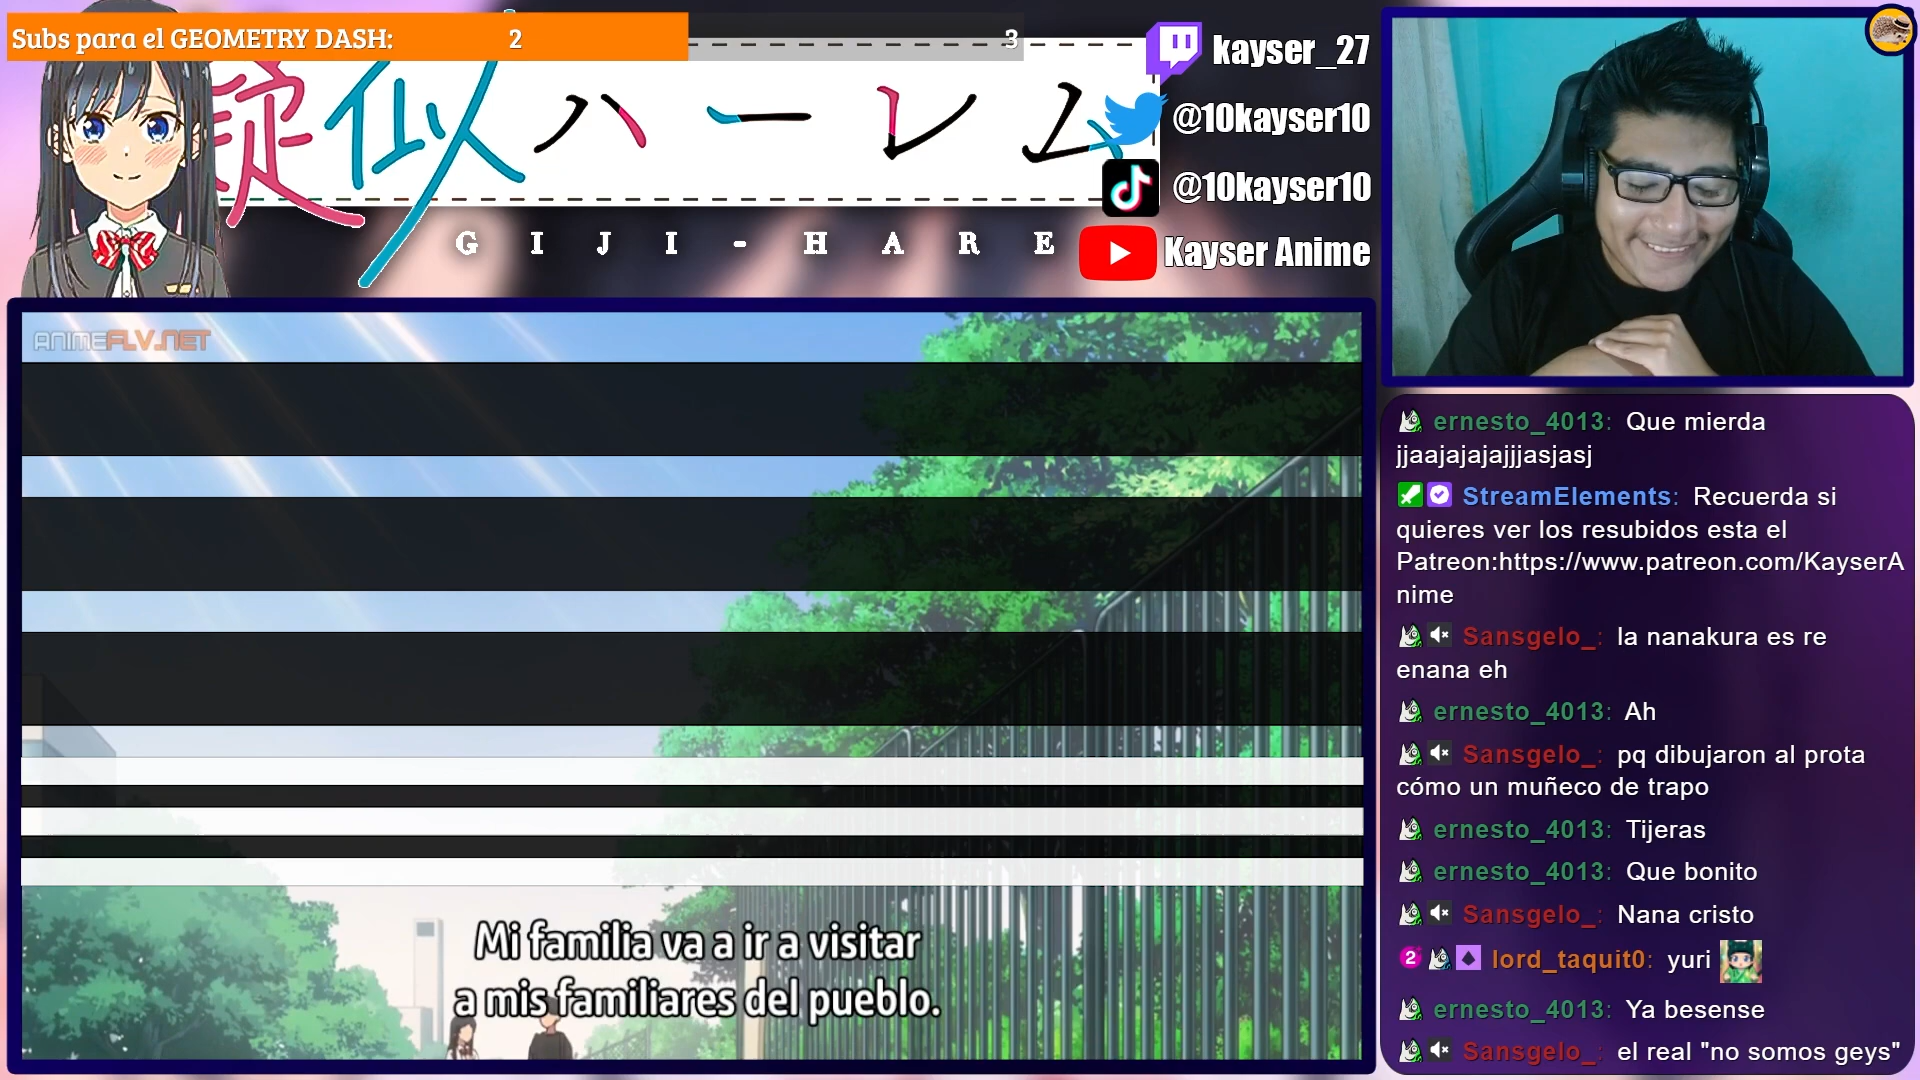 Subs para el GEOMETRY DASH: 2 3
疑似ハーレム
GIJI-HARE
kayser_27
@10kayser10
@10kayser10
Kayser Anime
ANIMEFLV.NET
Mi familia va a ir a visitar
a mis familiares del pueblo.
ernesto_4013: Que mierda
jjaajajajajjjasjasj
StreamElements: Recuerda si
quieres ver los resubidos esta el
Patreon:https://www.patreon.com/KayserA
nime
Sansgelo_: la nanakura es re
enana eh
ernesto_4013: Ah
Sansgelo_: pq dibujaron al prota
cómo un muñeco de trapo
ernesto_4013: Tijeras
ernesto_4013: Que bonito
Sansgelo_: Nana cristo
2 lord_taquit0: yuri
ernesto_4013: Ya besense
Sansgelo_: el real "no somos geys"